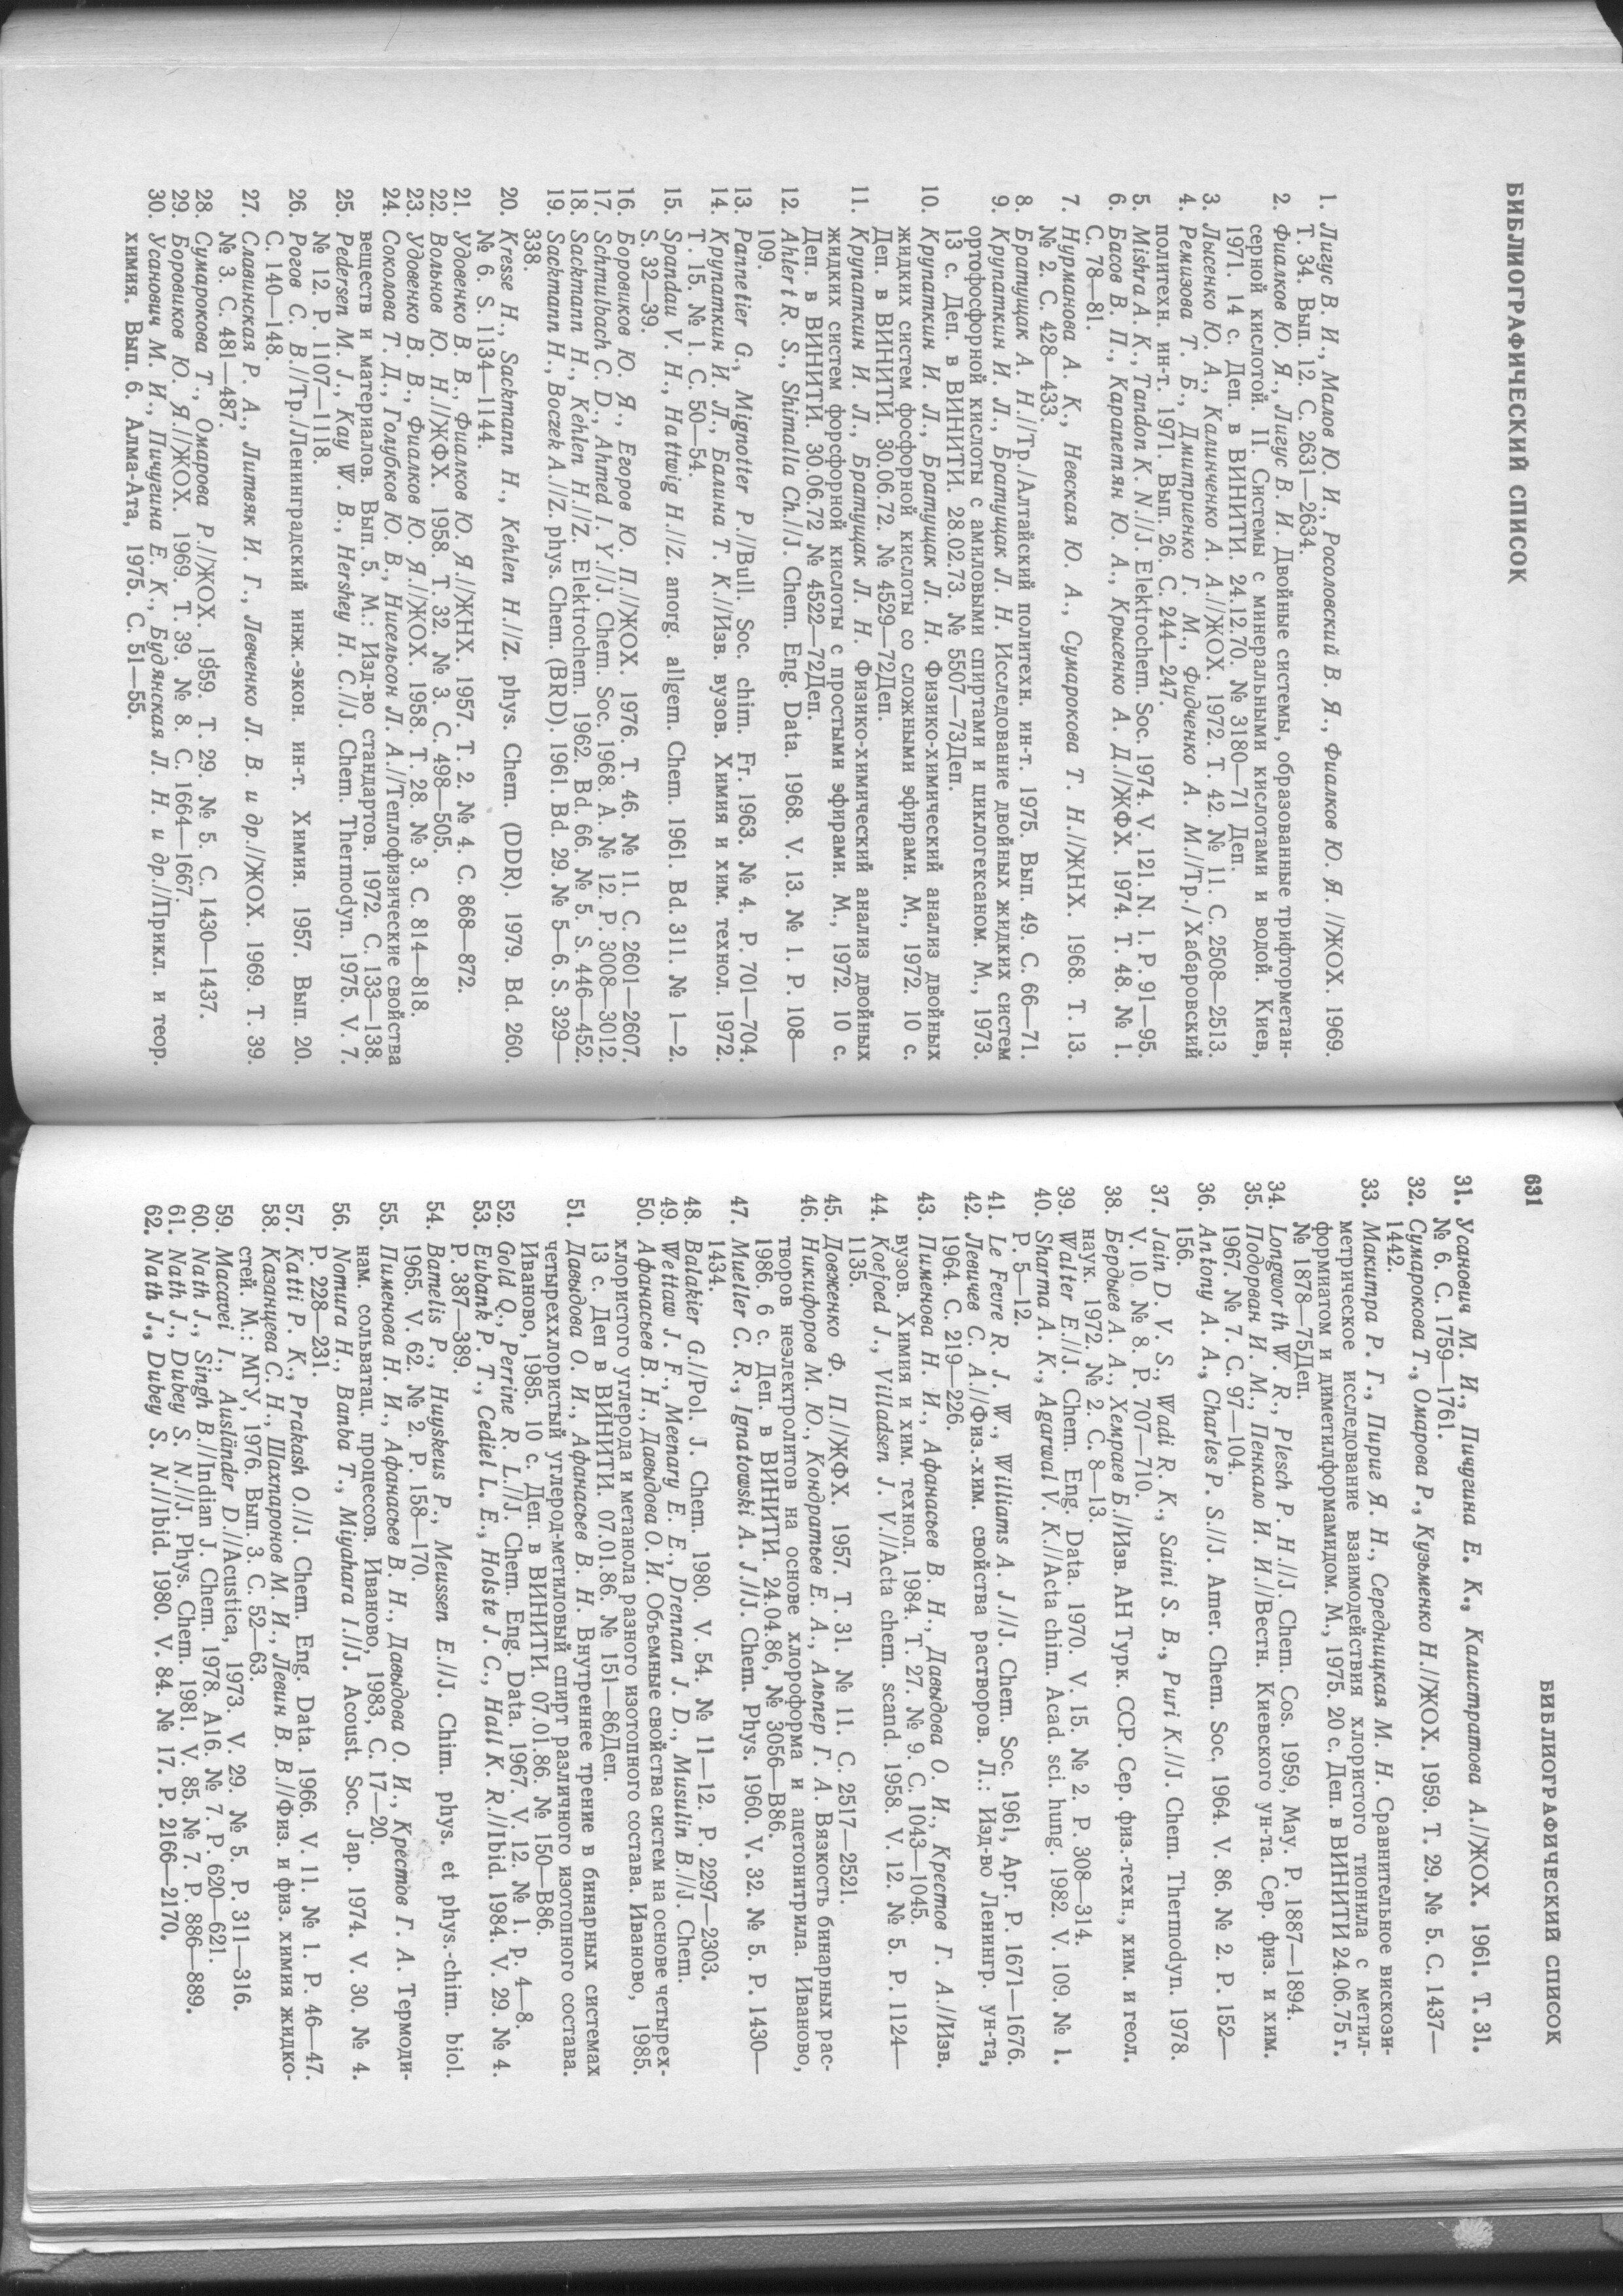 БИБЛИОГРАФИЧЕСКИЙ СПИСОК
1. Лигус В. И., Малов Ю. И., Росоловский В. Я., Фиалков Ю. Я. //ЖОХ. 1969.
Т. 34. Вып. 12. С. 2631—2634.
2. Фиалков Ю. Я., Лигус В. И. Двойные системы, образованные трифторметан-
серной кислотой. II. Системы с минеральными кислотами и водой. Киев,
1971. 14 с. Деп. в ВИНИТИ. 24.12.70. № 3180—71 Деп.
3. Лысенко Ю. А., Калинченко А. А.//ЖОХ. 1972. Т. 42. № 11. С. 2508—2513.
4. Ремизова Т. Б., Дмитриенко Г. М., Фидченко А. М.//Тр./ Хабаровский
политехн. ин-т. 1971. Вып. 26. С. 244—247.
5. Mishra A. K., Tandon K. N.//J. Elektrochem. Soc. 1974. V. 121. N. 1. P. 91—95.
6. Басов В. П., Карапетян Ю. А., Крысенко А. Д.//ЖФХ. 1974. Т. 48. № 1.
С. 78—81.
7. Нурманова А. К., Невская Ю. А., Сумарокова Т. Н.//ЖНХ. 1968. Т. 13.
№ 2. С. 428—433.
8. Братущак А. Н.//Тр./Алтайский политехн. ин-т. 1975. Вып. 49. С. 66—71.
9. Крупаткин И. Л., Братущак Л. Н. Исследование двойных жидких систем
ортофосфорной кислоты с амиловыми спиртами и циклогексаном. М., 1973.
13 с. Деп. в ВИНИТИ. 28.02.73. № 5507—73Деп.
10. Крупаткин И. Л., Братущак Л. Н. Физико-химический анализ двойных
жидких систем фосфорной кислоты со сложными эфирами. М., 1972. 10 с.
Деп. в ВИНИТИ. 30.06.72. № 4529—72Деп.
11. Крупаткин И. Л., Братущак Л. Н. Физико-химический анализ двойных
жидких систем форсфорной кислоты с простыми эфирами. М., 1972. 10 с.
Деп. в ВИНИТИ. 30.06.72 № 4522—72Деп.
12. Ahlert R. S., Shimalla Ch.//J. Chem. Eng. Data. 1968. V. 13. № 1. P. 108—
109.
13. Pannetier G., Mignotter P.//Bull. Soc. chim. Fr. 1963. № 4. P. 701—704.
14. Крупаткин И. Л., Балина Т. К.//Изв. вузов. Химия и хим. технол. 1972.
Т. 15. № 1. С. 50—54.
15. Spandau V. H., Hattwig H.//Z. anorg. allgem. Chem. 1961. Bd. 311. № 1—2.
S. 32—39.
16. Боровиков Ю. Я., Егоров Ю. П.//ЖОХ. 1976. Т. 46. № 11. С. 2601—2607.
17. Schmulbach C. D., Ahmed I. Y.//J. Chem. Soc. 1968. A. № 12. P. 3008—3012.
18. Sackmann H., Kehlen H.//Z. Elektrochem. 1962. Bd. 66. № 5. S. 446—452.
19. Sackmann H., Boczek A.//Z. phys. Chem. (BRD). 1961. Bd. 29. № 5—6. S. 329—
338.
20. Kresse H., Sackmann H., Kehlen H.//Z. phys. Chem. (DDR). 1979. Bd. 260.
№ 6. S. 1134—1144.
21. Удовенко В. В., Фиалков Ю. Я.//ЖНХ. 1957. Т. 2. № 4. С. 868—872.
22. Вольнов Ю. Н.//ЖФХ. 1958. Т. 32. № 3. С. 498—505.
23. Удовенко В. В., Фиалков Ю. Я.//ЖОХ. 1958. Т. 28. № 3. С. 814—818.
24. Соколова Т. Д., Голубков Ю. В., Нисельсон Л. А.//Теплофизические свойства
веществ и материалов. Вып. 5. М.: Изд-во стандартов. 1972. С. 133—138.
25. Pedersen M. J., Kay W. B., Hershey H. C.//J. Chem. Thermodyn. 1975. V. 7.
№ 12. P. 1107—1118.
26. Рогов С. В.//Тр./Ленинградский инж.-экон. ин-т. Химия. 1957. Вып. 20.
С. 140—148.
27. Славинская Р. А., Литвяк И. Г., Левченко Л. В. и др.//ЖОХ. 1969. Т. 39.
№ 3. С. 481—487.
28. Сумарокова Т., Омарова Р.//ЖОХ. 1959. Т. 29. № 5. С. 1430—1437.
29. Боровиков Ю. Я.//ЖОХ. 1969. Т. 39. № 8. С. 1664—1667.
30. Усанович М. И., Пичугина Е. К., Будянская Л. Н. и др.//Прикл. и теор.
химия. Вып. 6. Алма-Ата, 1975. С. 51—55.
631
БИБЛИОГРАФИЧЕСКИЙ СПИСОК
31. Усанович М. И., Пичугина Е. К., Калистратова А.//ЖОХ. 1961. Т. 31.
№ 6. С. 1759—1761.
32. Сумарокова Т., Омарова Р., Кузьменко Н.//ЖОХ. 1959. Т. 29. № 5. С. 1437—
1442.
33. Макитра Р. Г., Пириг Я. Н., Середницкая М. Н. Сравнительное вискози-
метрическое исследование взаимодействия хлористого тионила с метил-
формиатом и диметилформамидом. М., 1975. 20 с. Деп. в ВИНИТИ 24.06.75 г.
№ 1878—75Деп.
34. Longworth W. R., Plesch P. H.//J. Chem. Cos. 1959, May. P. 1887—1894.
35. Подорван И. М., Пенкало И. И.//Вестн. Киевского ун-та. Сер. физ. и хим.
1967. № 7. С. 97—104.
36. Antony A. A., Charles P. S.//J. Amer. Chem. Soc. 1964. V. 86. № 2. P. 152—
156.
37. Jain D. V. S., Wadi R. K., Saini S. B., Puri K.//J. Chem. Thermodyn. 1978.
V. 10. № 8. P. 707—710.
38. Бердыев А. А., Хемраев Б.//Изв. АН Турк. ССР. Сер. физ.-техн., хим. и геол.
наук. 1972. № 2. С. 8—13.
39. Walter E.//J. Chem. Eng. Data. 1970. V. 15. № 2. P. 308—314.
40. Sharma A. K., Agarwal V. K.//Acta chim. Acad. sci. hung. 1982. V. 109. № 1.
P. 5—12.
41. Le Fevre R. J. W., Williams A. J.//J. Chem. Soc. 1961, Apr. P. 1671—1676.
42. Левичев С. А.//Физ.-хим. свойства растворов. Л.: Изд-во Ленингр. ун-та,
1964. С. 219—226.
43. Пименова Н. И., Афанасьев В. Н., Давыдова О. И., Крестов Г. А.//Изв.
вузов. Химия и хим. технол. 1984. Т. 27. № 9. С. 1043—1045.
44. Koefoed J., Villadsen J. V.//Acta chem. scand. 1958. V. 12. № 5. P. 1124—
1135.
45. Довженко Ф. П.//ЖФХ. 1957. Т. 31. № 11. С. 2517—2521.
46. Никифоров М. Ю., Кондратьев Е. А., Альпер Г. А. Вязкость бинарных рас-
творов неэлектролитов на основе хлороформа и ацетонитрила. Иваново,
1986. 6 с. Деп. в ВИНИТИ. 24.04.86, № 3056—В86.
47. Mueller C. R., Ignatowski A. J.//J. Chem. Phys. 1960. V. 32. № 5. P. 1430—
1434.
48. Balakier G.//Pol. J. Chem. 1980. V. 54. № 11—12. P. 2297—2303.
49. Wettaw J. F., Meenary E. E., Drennan J. D., Musulin B.//J. Chem.
50. Афанасьев В. Н., Давыдова О. И. Объемные свойства систем на основе четырех-
хлористого углерода и метанола разного изотопного состава. Иваново, 1985.
13 с. Деп в ВИНИТИ. 07.01.86. № 151—86Деп.
51. Давыдова О. И., Афанасьев В. Н. Внутреннее трение в бинарных системах
четыреххлористый углерод-метиловый спирт различного изотопного состава.
Иваново, 1985. 10 с. Деп. в ВИНИТИ. 07.01.86. № 150—В86.
52. Gold Q., Perrine R. L.//J. Chem. Eng. Data. 1967. V. 12. № 1. P. 4—8.
53. Eubank P. T., Cediel L. E., Holste J. C., Hall K. R.//Ibid. 1984. V. 29. № 4.
P. 387—389.
54. Bamelis P., Huyskeus P., Meussen E.//J. Chim. phys. et phys.-chim. biol.
1965. V. 62. № 2. P. 158—170.
55. Пименова Н. И., Афанасьев В. Н., Давыдова О. И., Крестов Г. А. Термоди-
нам. сольватац. процессов. Иваново, 1983, С. 17—20.
56. Nomura H., Banba T., Miyahara I.//J. Acoust. Soc. Jap. 1974. V. 30. № 4.
P. 228—231.
57. Katti P. K., Prakash O.//J. Chem. Eng. Data. 1966. V. 11. № 1. P. 46—47.
58. Казанцева С. Н., Шахпаронов М. И., Левин В. В.//Физ. и физ. химия жидко-
стей. М.: МГУ, 1976. Вып. 3. С. 52—63.
59. Maccavei I., Ausländer D.//Acustica, 1973. V. 29. № 5. P. 311—316.
60. Nath J., Singh B.//Indian J. Chem. 1978. A16. № 7. P. 620—621.
61. Nath J., Dubey S. N.//J. Phys. Chem. 1981. V. 85. № 7. P. 886—889.
62. Nath J., Dubey S. N.//Ibid. 1980. V. 84. № 17. P. 2166—2170.